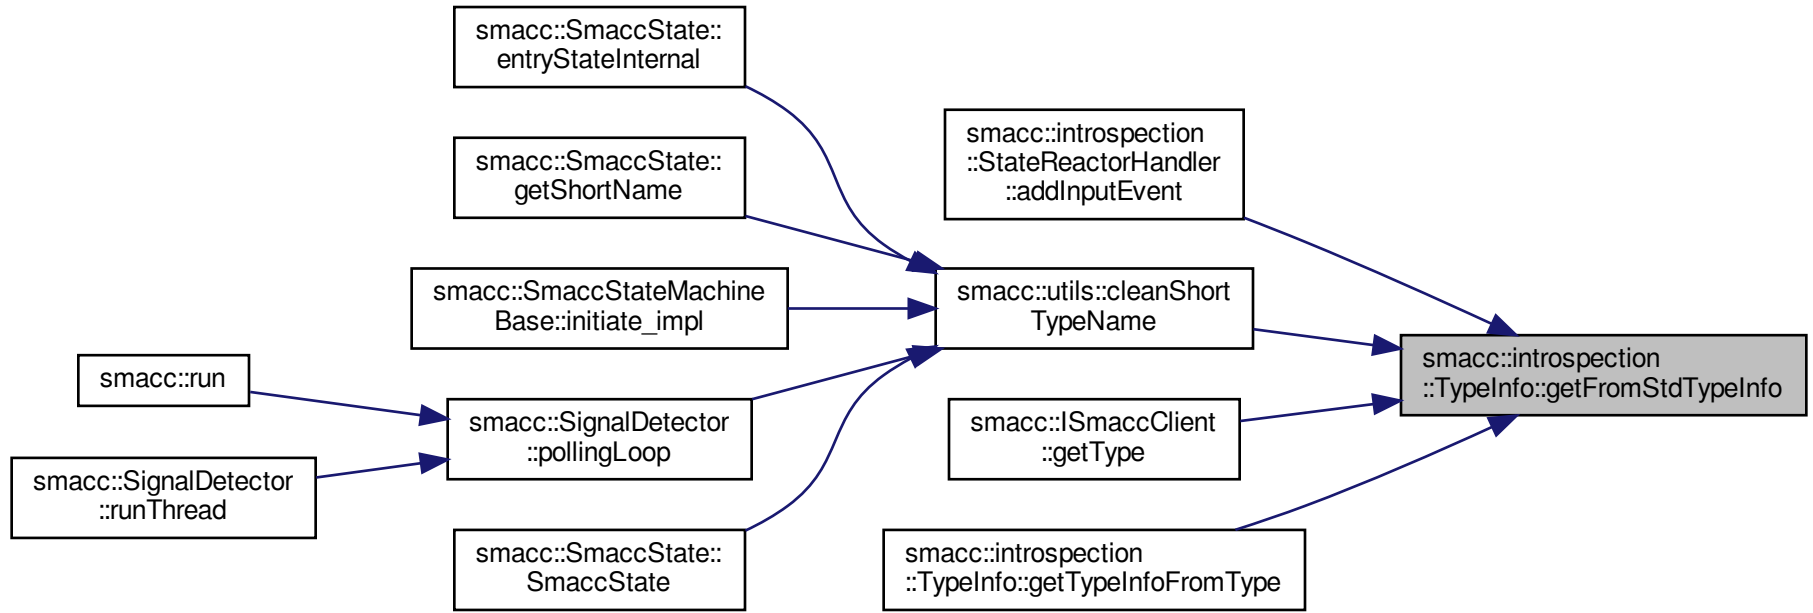 smacc::SmaccState::
entryStateInternal
smacc::SmaccState::
getShortName
smacc::SmaccStateMachine
Base::initiate_impl
smacc::run
smacc::SignalDetector
::runThread
smacc::SignalDetector
::pollingLoop
smacc::SmaccState::
SmaccState
smacc::introspection
::StateReactorHandler
::addInputEvent
smacc::utils::cleanShort
TypeName
smacc::ISmaccClient
::getType
smacc::introspection
::TypeInfo::getTypeInfoFromType
smacc::introspection
::TypeInfo::getFromStdTypeInfo